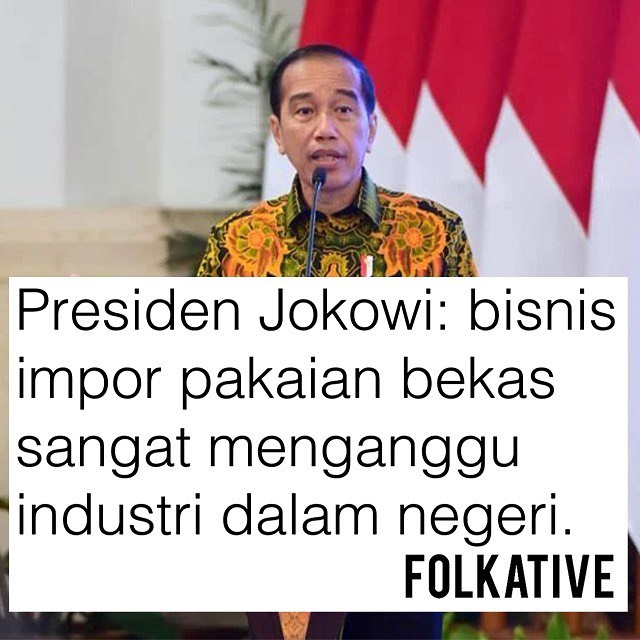 Presiden Jokowi: bisnis
impor pakaian bekas
sangat menganggu
industri dalam negeri.
FOLKATIVE